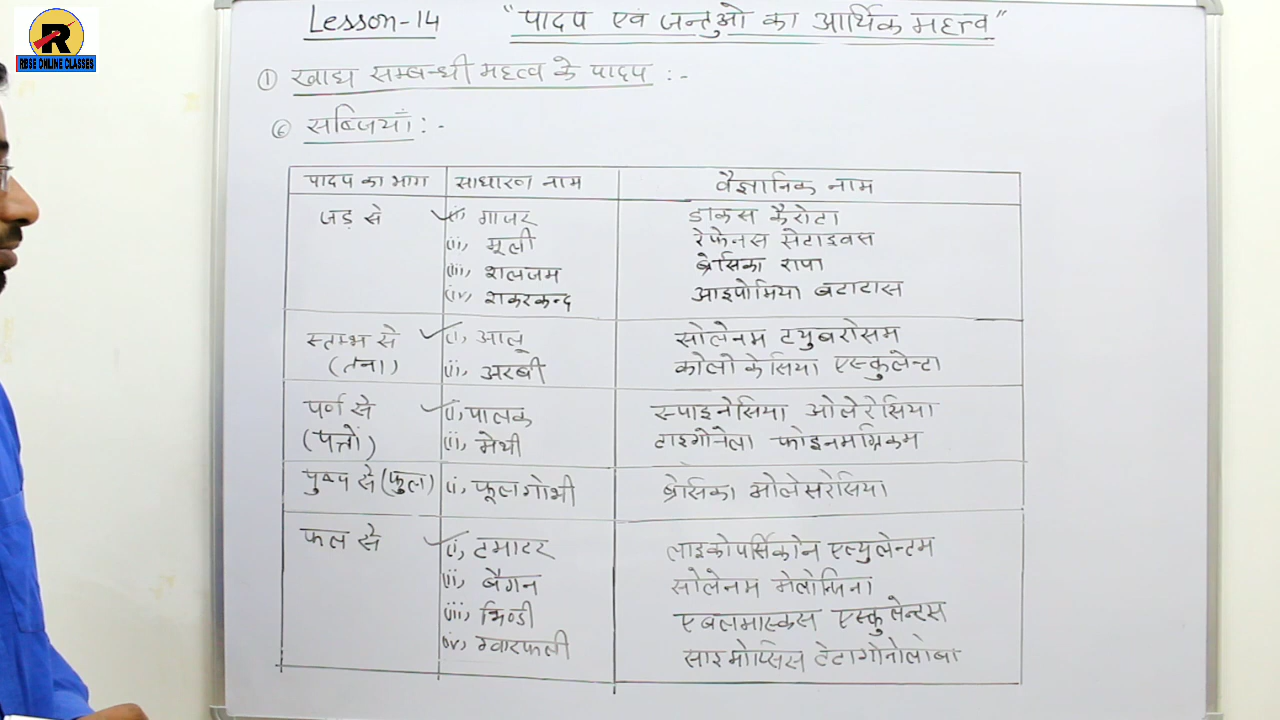 R
RBSE ONLINE CLASSES
Lesson-14 "पादप एवं जन्तुओ का आर्थिक महत्व"
① खाद्य सम्बन्धी महत्व के पादप :-
⑥ सब्जियाँ :-
पादप का भाग साधारण नाम वैज्ञानिक नाम
जड़ से (i) गाजर डाकस कैरोटा
(ii) मूली रेफेनस सेटाइवस
(iii) शलजम ब्रेसिका रापा
(iv) शकरकन्द आइपोमिया बटाटास
स्तम्भ से (i) आलू सोलेनम ट्युबरोसम
(तना) (ii) अरबी कोलोकेसिया एस्कुलेन्टा
पर्ण से (i) पालक स्पाइनेसिया ओलेरेसिया
(पत्तों) (ii) मेथी टाइगोनेला फोइनमग्रिकम
पुष्प से (फुल) (i) फूलगोभी ब्रेसिका ओलेसरेसिया
फल से (i) टमाटर लाइकोपर्सिकोन एल्युलेन्टम
(ii) बैगन सोलेनम मेलोन्जिना
(iii) भिण्डी एबलमास्कस एस्कुलेन्टस
(iv) ग्वारफली साइमोप्सिस टेटागोनोलोबा